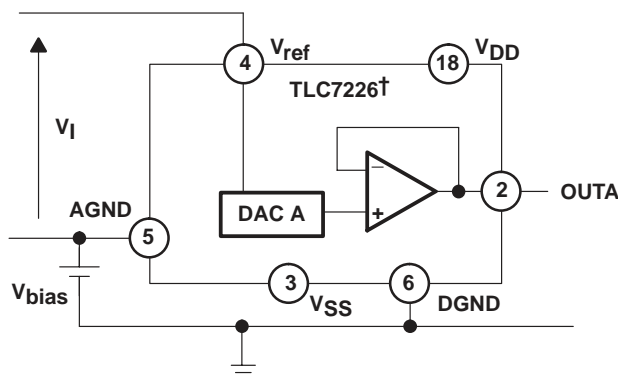 Vref
VDD
4
18
TLC7226†
VI
–
2
OUTA
AGND
DAC A
+
5
3
6
Vbias
VSS
DGND